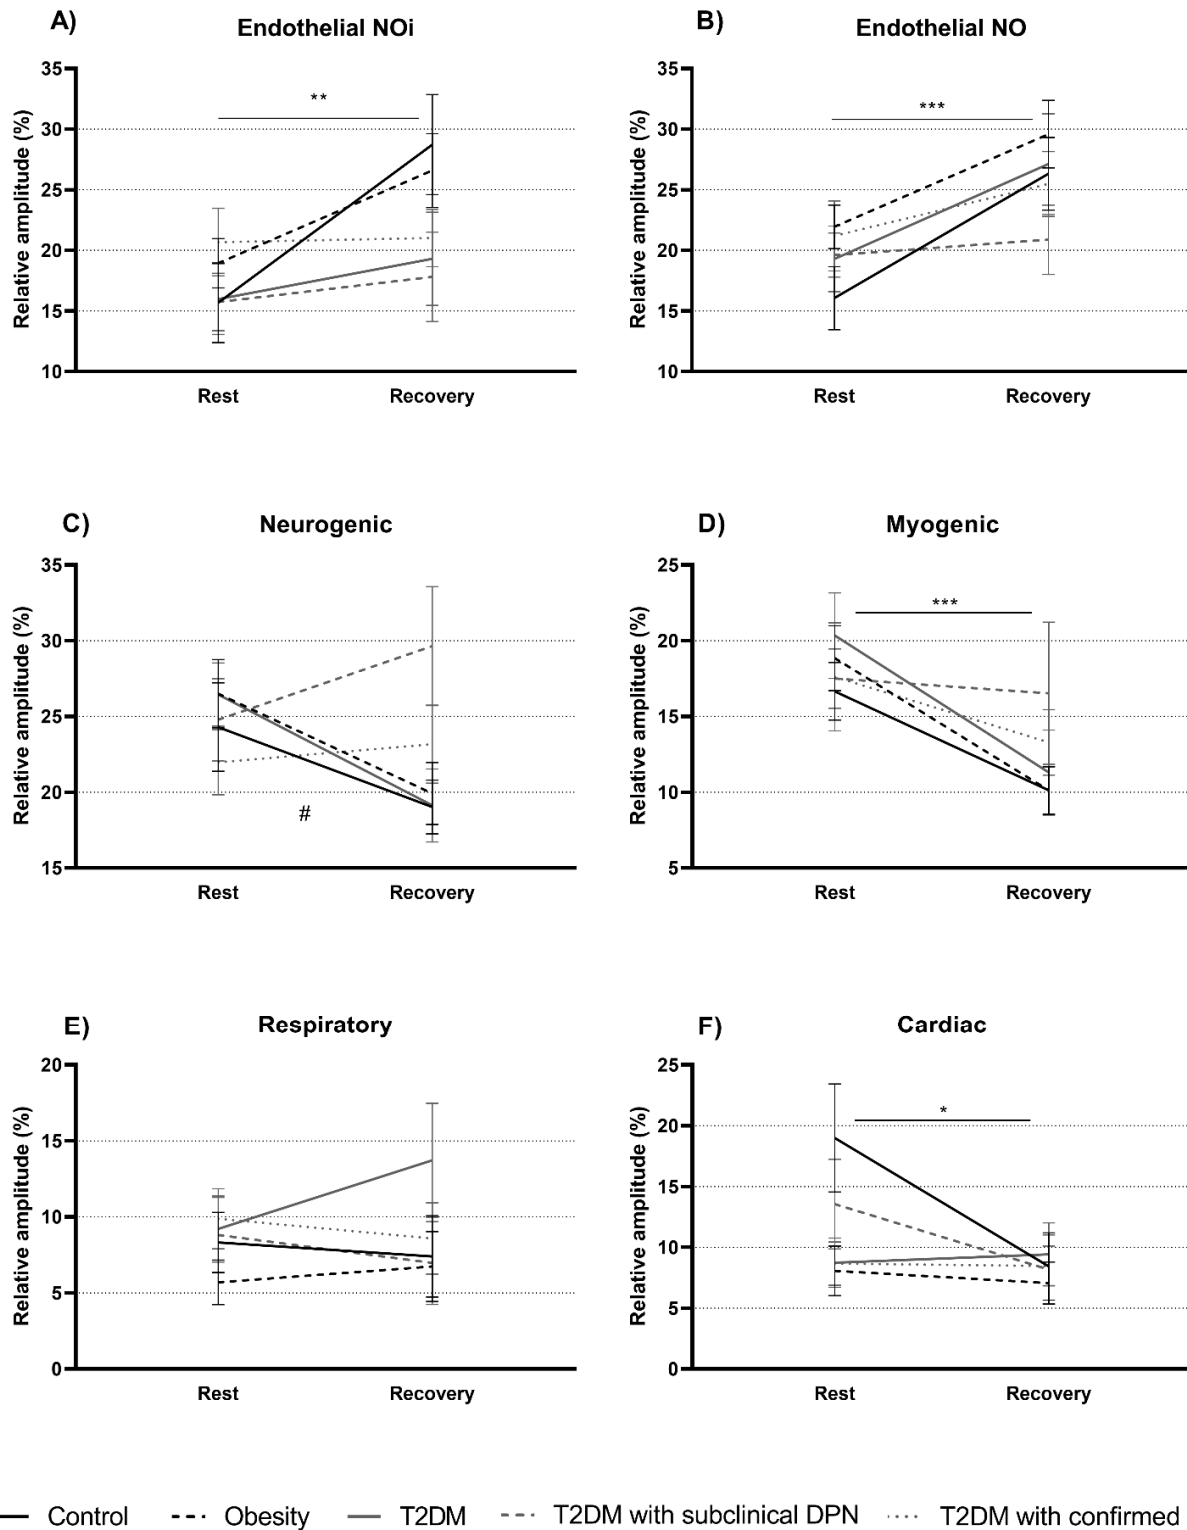 A) Endothelial NOi
B) Endothelial NO
Relative amplitude (%)
35
30
25
20
15
10
**
Rest Recovery
Relative amplitude (%)
35
30
25
20
15
10
***
Rest Recovery
C) Neurogenic
D) Myogenic
Relative amplitude (%)
35
30
25
20
15
#
Rest Recovery
Relative amplitude (%)
25
20
15
10
5
***
Rest Recovery
E) Respiratory
F) Cardiac
Relative amplitude (%)
20
15
10
5
0
Rest Recovery
Relative amplitude (%)
25
20
15
10
5
0
*
Rest Recovery
Control Obesity T2DM T2DM with subclinical DPN T2DM with confirmed